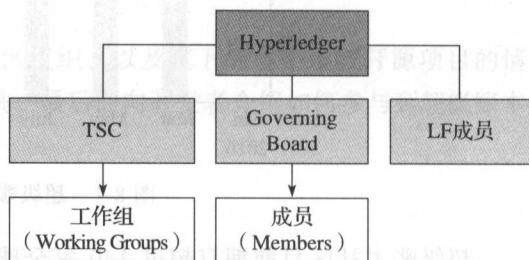 Hyperledger
TSC
Governing
Board
LF成员
工作组
（Working Groups）
成员
（Members）